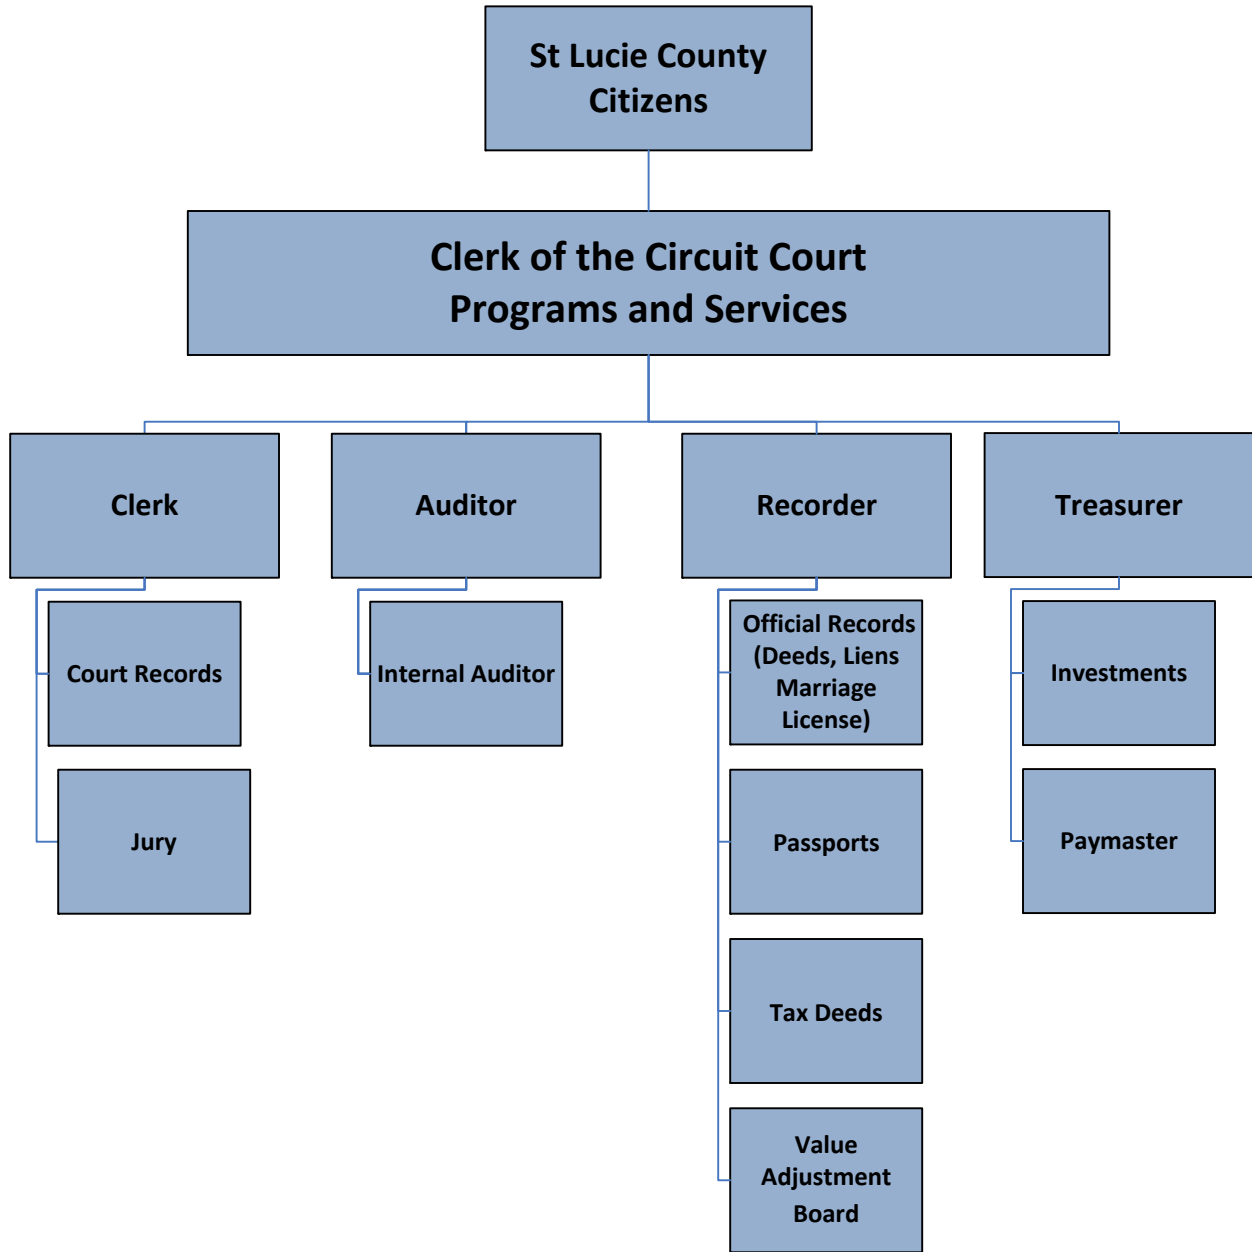 St Lucie County
Citizens
Clerk of the Circuit Court
Programs and Services
Clerk
Auditor
Recorder
Treasurer
Court Records
Jury
Internal Auditor
Official Records
(Deeds, Liens
Marriage
License)
Passports
Tax Deeds
Value
Adjustment
Board
Investments
Paymaster